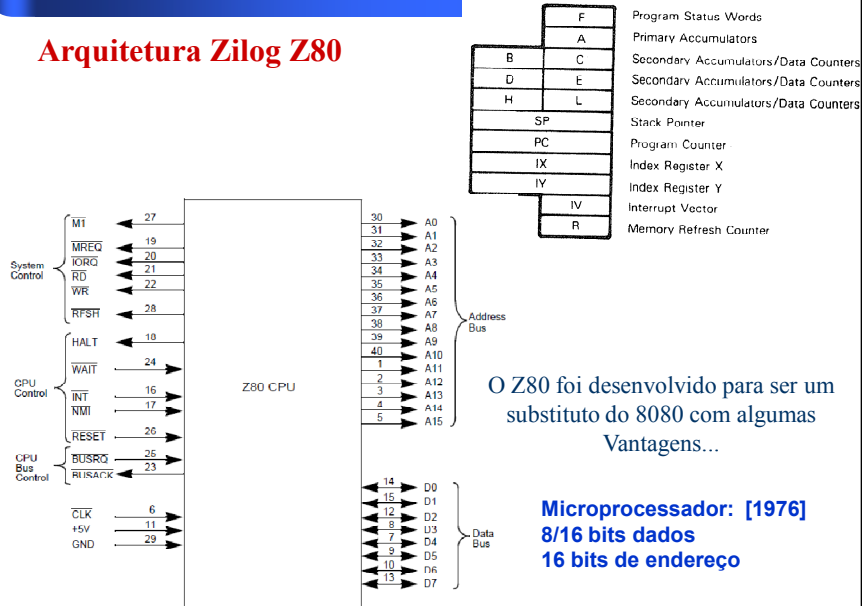 Arquitetura Zilog Z80
F Program Status Words
A Primary Accumulators
B C Secondary Accumulators/Data Counters
D E Secondary Accumulators/Data Counters
H L Secondary Accumulators/Data Counters
SP Stack Pointer
PC Program Counter
IX Index Register X
IY Index Register Y
IV Interrupt Vector
R Memory Refresh Counter
System
Control
M1 27
MREQ 19
IORQ 20
RD 21
WR 22
RFSH 28
CPU
Control
HALT 18
WAIT 24
INT 16
NMI 17
RESET 26
CPU
Bus
Control
BUSRQ 25
BUSACK 23
CLK 6
+5V 11
GND 29
Z80 CPU
30 A0
31 A1
32 A2
33 A3
34 A4
35 A5
36 A6
37 A7
38 A8
39 A9
40 A10
1 A11
2 A12
3 A13
4 A14
5 A15
Address
Bus
14 D0
15 D1
12 D2
8 D3
7 D4
9 D5
10 D6
13 D7
Data
Bus
O Z80 foi desenvolvido para ser um
substituto do 8080 com algumas
Vantagens...
Microprocessador: [1976]
8/16 bits dados
16 bits de endereço